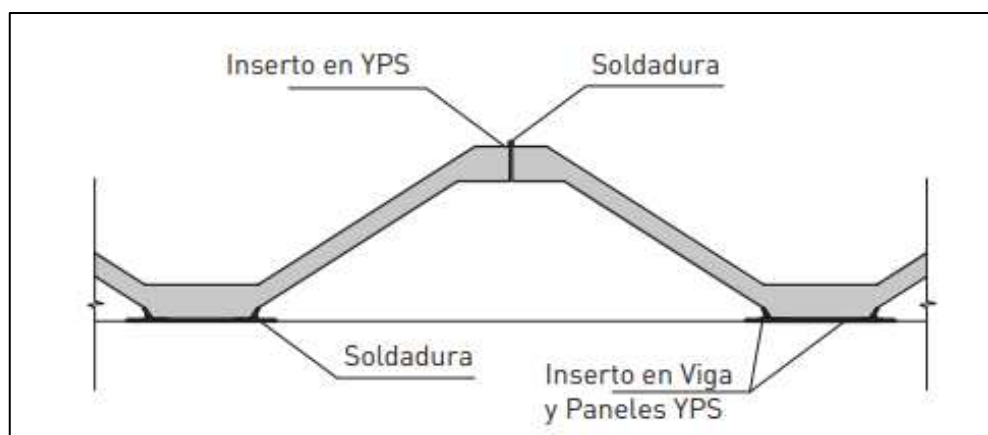 Inserto en YPS
Soldadura
Soldadura
Inserto en Viga
y Paneles YPS